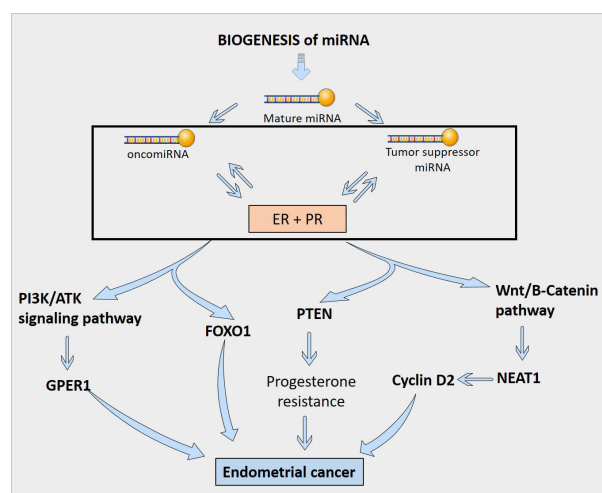 BIOGENESIS of miRNA
Mature miRNA
oncomiRNA
Tumor suppressor
miRNA
ER + PR
PI3K/ATK
signaling pathway
FOXO1
PTEN
Wnt/B-Catenin
pathway
GPER1
Progesterone
resistance
Cyclin D2
NEAT1
Endometrial cancer